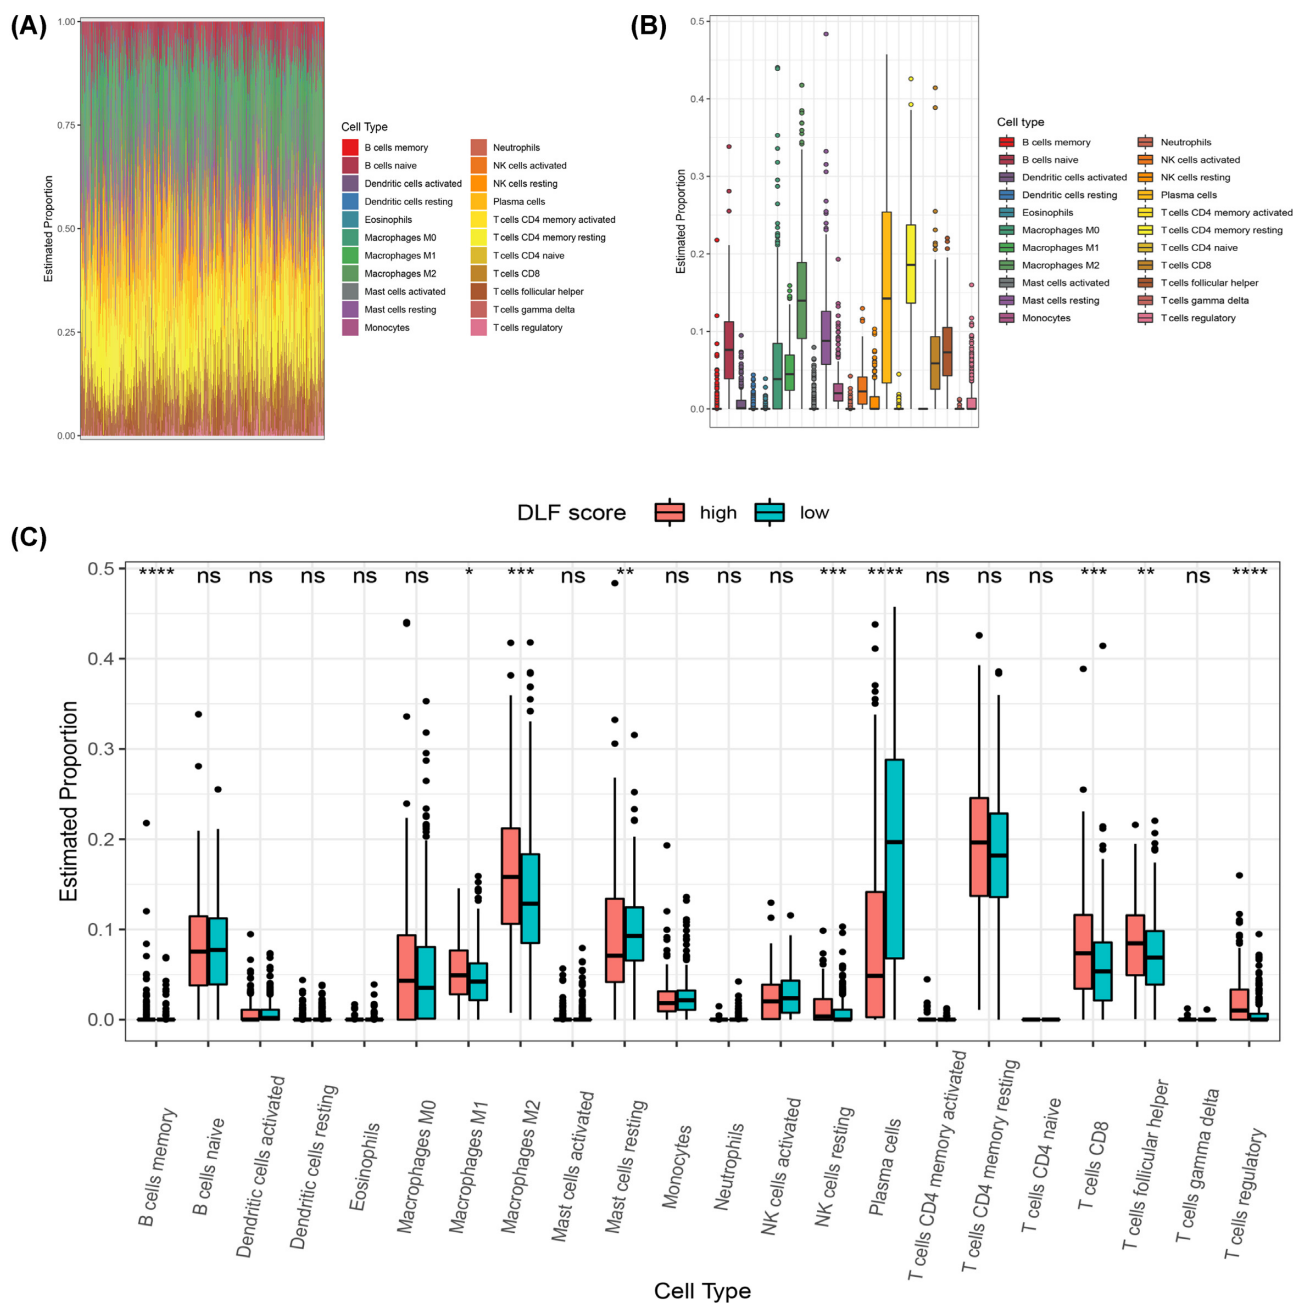 (A)
1.00
0.75
0.50
0.25
0.00
Estimated Proportion
Cell Type
B cells memory
B cells naive
Dendritic cells activated
Dendritic cells resting
Eosinophils
Macrophages M0
Macrophages M1
Macrophages M2
Mast cells activated
Mast cells resting
Monocytes
Neutrophils
NK cells activated
NK cells resting
Plasma cells
T cells CD4 memory activated
T cells CD4 memory resting
T cells CD4 naive
T cells CD8
T cells follicular helper
T cells gamma delta
T cells regulatory
(B)
0.5
0.4
0.3
0.2
0.1
0.0
Estimated Proportion
Cell type
B cells memory
B cells naive
Dendritic cells activated
Dendritic cells resting
Eosinophils
Macrophages M0
Macrophages M1
Macrophages M2
Mast cells activated
Mast cells resting
Monocytes
Neutrophils
NK cells activated
NK cells resting
Plasma cells
T cells CD4 memory activated
T cells CD4 memory resting
T cells CD4 naive
T cells CD8
T cells follicular helper
T cells gamma delta
T cells regulatory
(C)
DLF score high low
**** ns ns ns ns ns * *** ns ** ns ns ns *** **** ns ns ns *** ** ns ****
0.5
0.4
0.3
0.2
0.1
0.0
Estimated Proportion
B cells memory
B cells naive
Dendritic cells activated
Dendritic cells resting
Eosinophils
Macrophages M0
Macrophages M1
Macrophages M2
Mast cells activated
Mast cells resting
Monocytes
Neutrophils
NK cells activated
NK cells resting
Plasma cells
T cells CD4 memory activated
T cells CD4 memory resting
T cells CD4 naive
T cells CD8
T cells follicular helper
T cells gamma delta
T cells regulatory
Cell Type